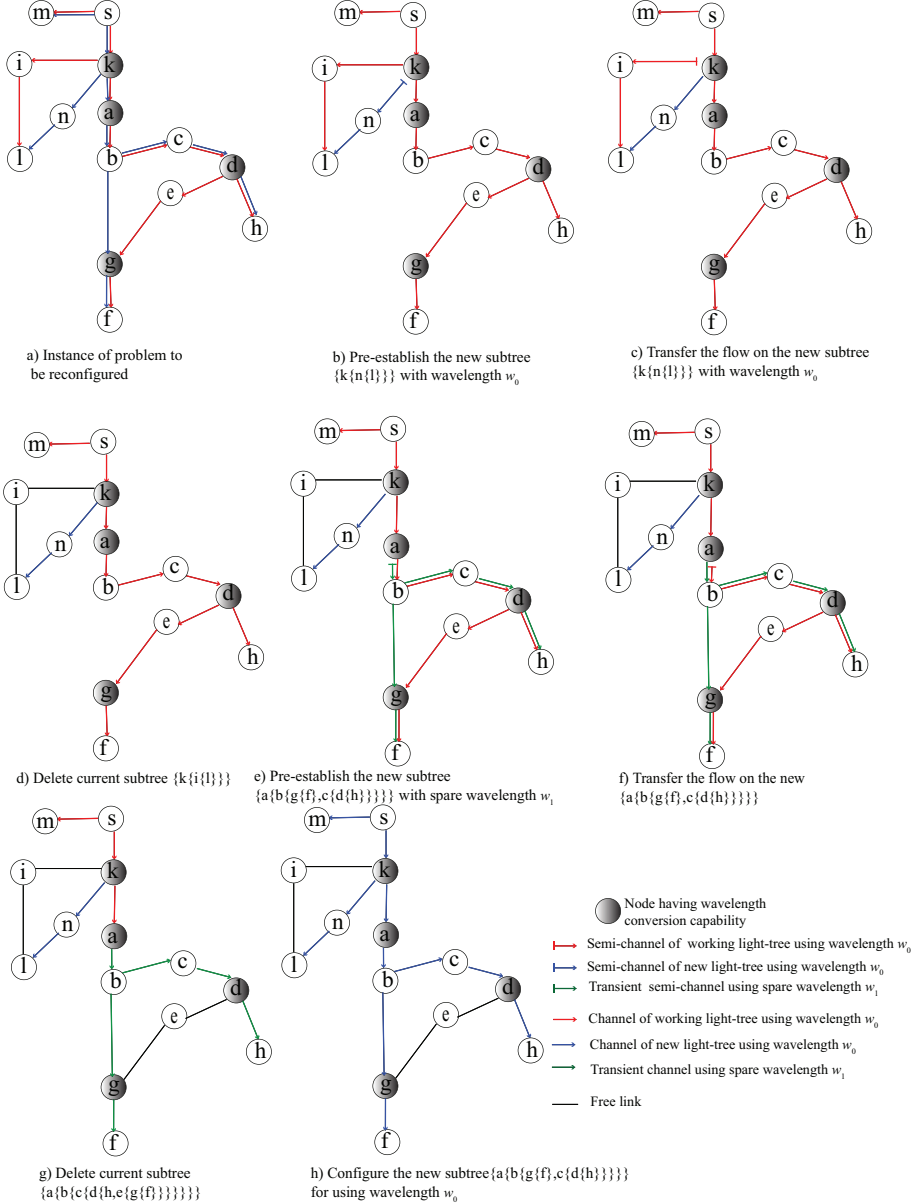 m s
i k
n a
l b c d
e h
g
f
a) Instance of problem to
be reconfigured
m s
i k
n a
l b c d
e h
g
f
b) Pre-establish the new subtree
{k{n{l}}} with wavelength w0
m s
i k
n a
l b c d
e h
g
f
c) Transfer the flow on the new subtree
{k{n{l}}} with wavelength w0
m s
i k
n a
l b c d
e h
g
f
d) Delete current subtree {k{i{l}}}
m s
i k
n a
l b c d
e h
g
f
e) Pre-establish the new subtree
{a{b{g{f},c{d{h}}}}} with spare wavelength w1
m s
i k
n a
l b c d
e h
g
f
f) Transfer the flow on the new
{a{b{g{f},c{d{h}}}}}
m s
i k
n a
l b c d
e h
g
f
g) Delete current subtree
{a{b{c{d{h,e{g{f}}}}}}}
m s
i k
n a
l b c d
e h
g
f
h) Configure the new subtree{a{b{g{f},c{d{h}}}}}
for using wavelength w0
Node having wavelength
conversion capability
Semi-channel of working light-tree using wavelength w0
Semi-channel of new light-tree using wavelength w0
Transient semi-channel using spare wavelength w1
Channel of working light-tree using wavelength w0
Channel of new light-tree using wavelength w0
Transient channel using spare wavelength w1
Free link